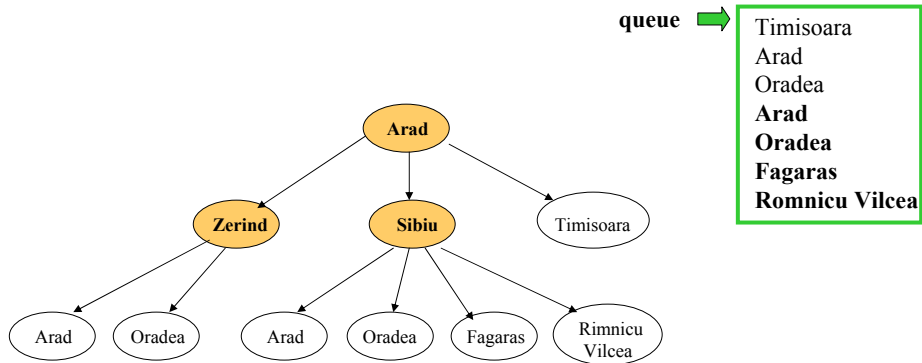 queue
Timisoara
Arad
Oradea
Arad
Oradea
Fagaras
Romnicu Vilcea
Arad
Zerind
Sibiu
Timisoara
Arad
Oradea
Arad
Oradea
Fagaras
Rimnicu
Vilcea